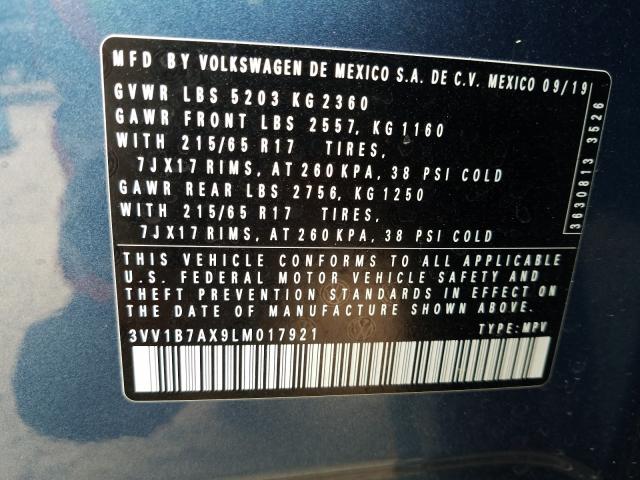 MFD BY VOLKSWAGEN DE MEXICO S.A. DE C.V. MEXICO 09/19
GVWR LBS 5203 KG 2360
GAWR FRONT LBS 2557, KG 1160
WITH 215/65 R17 TIRES,
7JX17 RIMS, AT 260 KPA, 38 PSI COLD
GAWR REAR LBS 2756, KG 1250
WITH 215/65 R17 TIRES,
7JX17 RIMS, AT 260 KPA, 38 PSI COLD
3630813 3526
THIS VEHICLE CONFORMS TO ALL APPLICABLE
U.S. FEDERAL MOTOR VEHICLE SAFETY AND
THEFT PREVENTION STANDARDS IN EFFECT ON
THE DATE OF MANUFACTURE SHOWN ABOVE.
3VV1B7AX9LM017921 TYPE: MPV